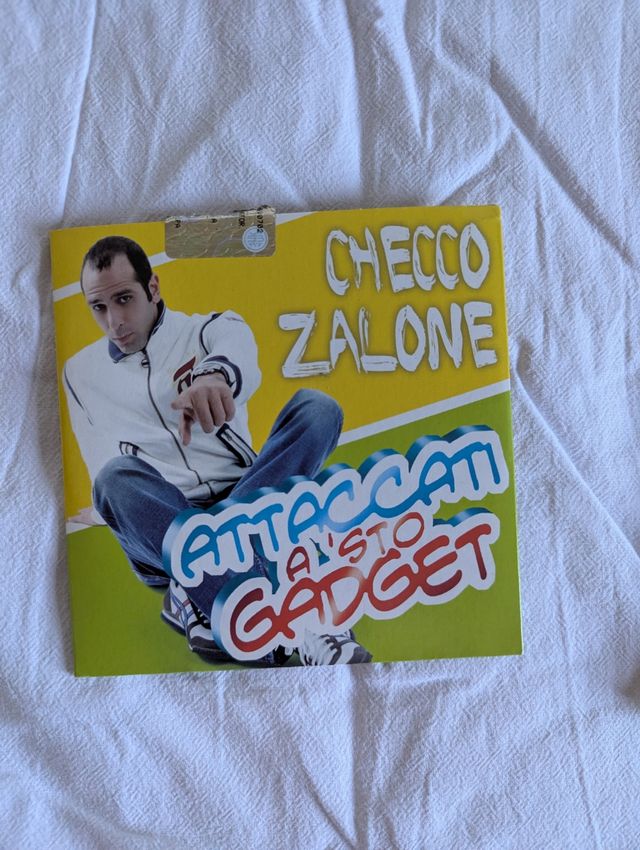 CHECCO
ZALONE
ATTACCATI
A 'STO
GADGET